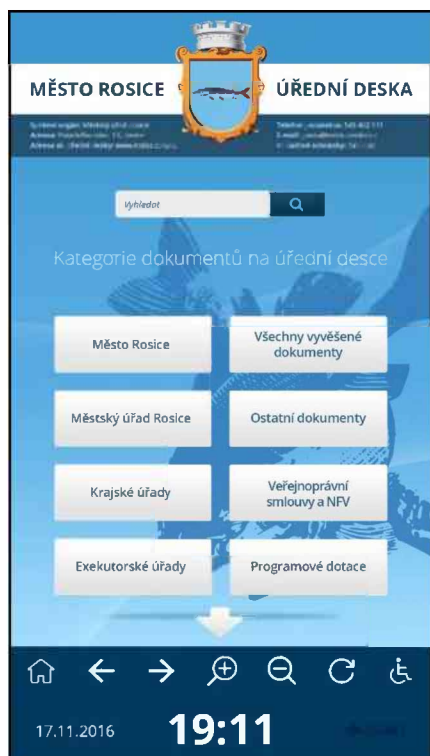 MĚSTO ROSICE
ÚŘEDNÍ DESKA
Vyhledat
Kategorie dokumentů na úřední desce
Město Rosice
Všechny vyvěšené
dokumenty
Městský úřad Rosice
Ostatní dokumenty
Krajské úřady
Veřejnoprávní
smlouvy a NFV
Exekutorské úřady
Programové dotace
17.11.2016
19:11